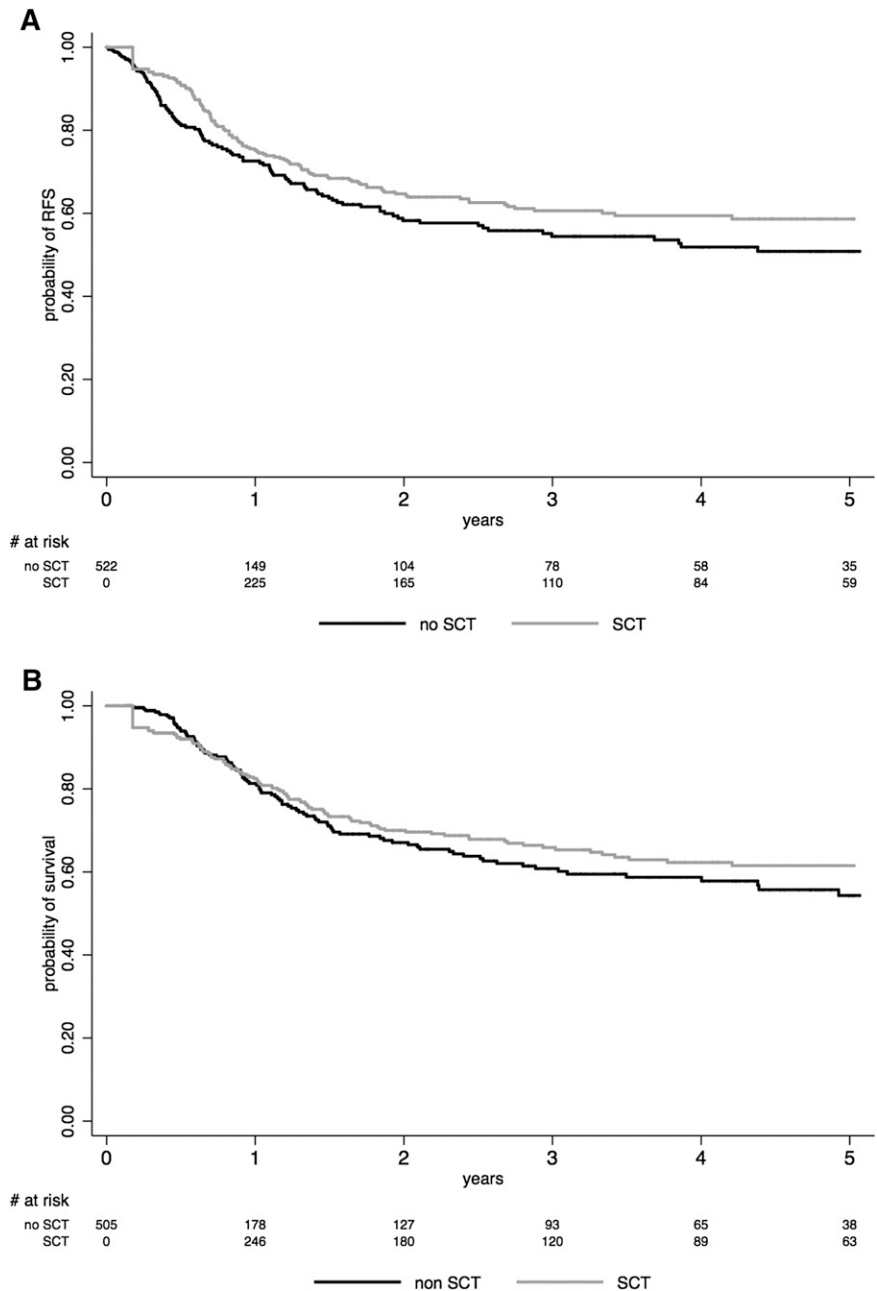 A
probability of RFS
1.00
0.80
0.60
0.40
0.20
0.00
0 1 2 3 4 5
years
# at risk
no SCT 522 149 104 78 58 35
SCT 0 225 165 110 84 59
no SCT SCT
B
probability of survival
1.00
0.80
0.60
0.40
0.20
0.00
0 1 2 3 4 5
years
# at risk
no SCT 505 178 127 93 65 38
SCT 0 246 180 120 89 63
non SCT SCT